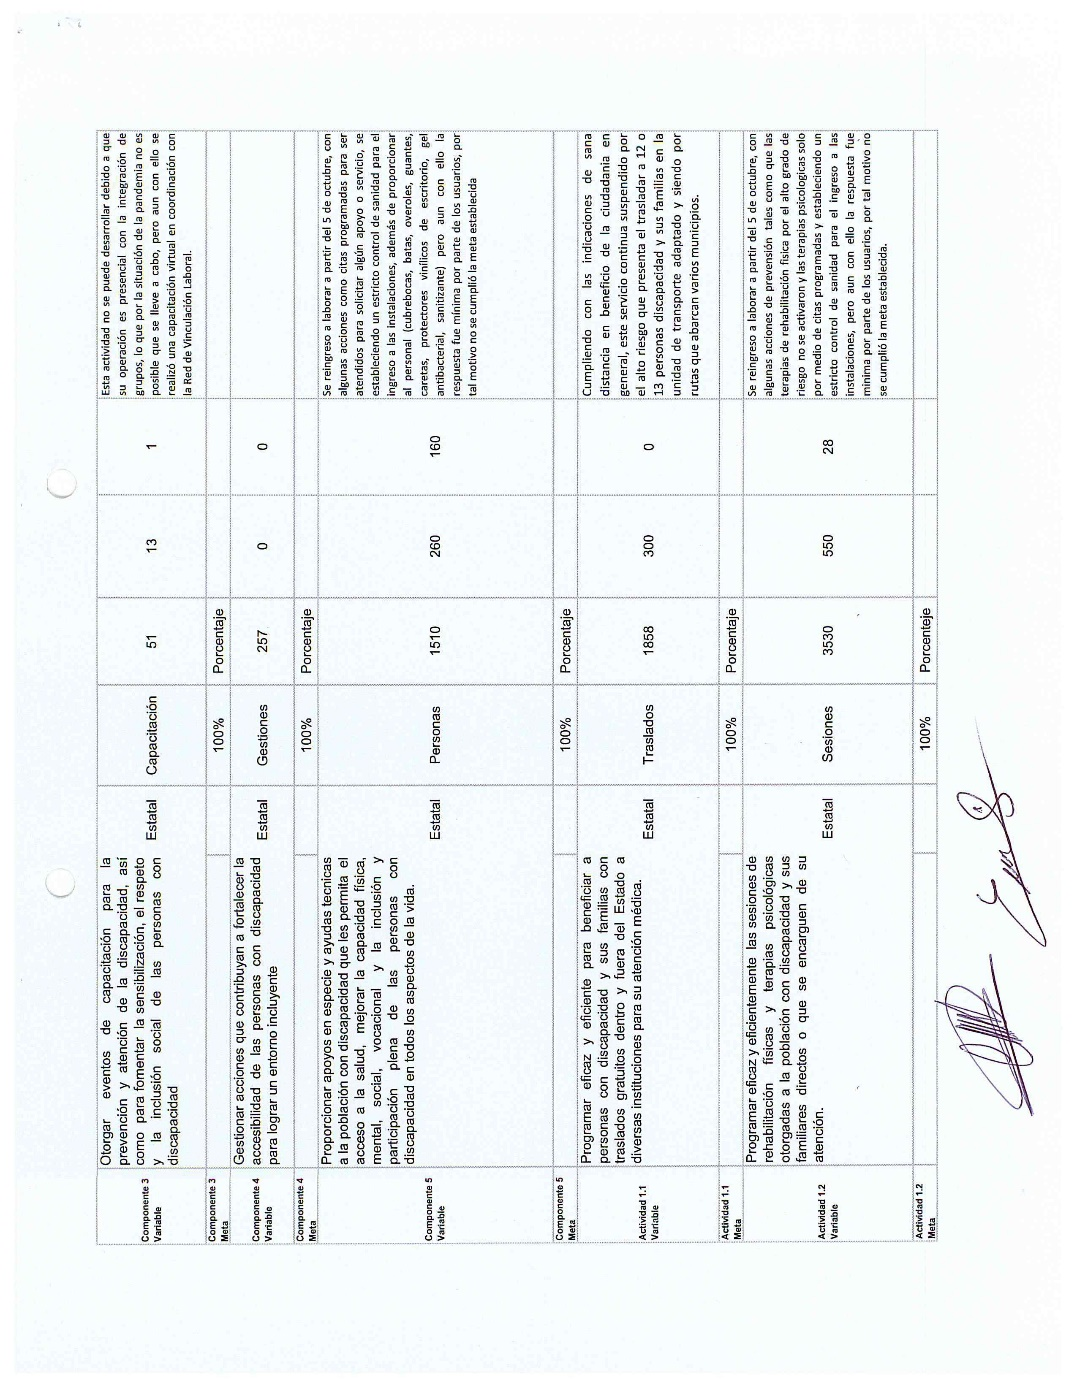 Componente 3
Variable
Otorgar eventos de capacitación para la
prevención y atención de la discapacidad, así
como para fomentar la sensibilización, el respeto
y la inclusión social de las personas con
discapacidad
Estatal
Capacitación
51
13
1
Esta actividad no se puede desarrollar debido a que
su operación es presencial con la integración de
grupos, lo que por la situación de la pandemia no es
posible que se lleve a cabo, pero aun con ello se
realizó una capacitación virtual en coordinación con
la Red de Vinculación Laboral.
Componente 3
Meta
100%
Porcentaje
Componente 4
Variable
Gestionar acciones que contribuyan a fortalecer la
accesibilidad de las personas con discapacidad
para lograr un entorno incluyente
Estatal
Gestiones
257
0
0
Componente 4
Meta
100%
Porcentaje
Componente 5
Variable
Proporcionar apoyos en especie y ayudas tecnicas
a la población con discapacidad que les permita el
acceso a la salud, mejorar la capacidad física,
mental, social, vocacional y la inclusión y
participación plena de las personas con
discapacidad en todos los aspectos de la vida.
Estatal
Personas
1510
260
160
Se reingreso a laborar a partir del 5 de octubre, con
algunas acciones como citas programadas para ser
atendidos para solicitar algún apoyo o servicio, se
estableciendo un estricto control de sanidad para el
ingreso a las instalaciones, además de proporcionar
al personal (cubrebocas, batas, overoles, guantes,
caretas, protectores vinílicos de escritorio, gel
antibacterial, sanitizante) pero aun con ello la
respuesta fue mínima por parte de los usuarios, por
tal motivo no se cumplió la meta establecida
Componente 5
Meta
100%
Porcentaje
Actividad 1.1
Variable
Programar eficaz y eficiente para beneficiar a
personas con discapacidad y sus familias con
traslados gratuitos dentro y fuera del Estado a
diversas instituciones para su atención médica.
Estatal
Traslados
1858
300
0
Cumpliendo con las indicaciones de sana
distancia en beneficio de la ciudadanía en
general, este servicio continua suspendido por
el alto riesgo que presenta el trasladar a 12 o
13 personas discapacidad y sus familias en la
unidad de transporte adaptado y siendo por
rutas que abarcan varios municipios.
Actividad 1.1
Meta
100%
Porcentaje
Actividad 1.2
Variable
Programar eficaz y eficientemente las sesiones de
rehabilitación físicas y terapias psicológicas
otorgadas a la población con discapacidad y sus
familiares directos o que se encarguen de su
atención.
Estatal
Sesiones
3530
550
28
Se reingreso a laborar a partir del 5 de octubre, con
algunas acciones de prevención tales como que las
terapias de rehabilitación física por el alto grado de
riesgo no se activaron y las terapias psicologicas solo
por medio de citas programadas y estableciendo un
estricto control de sanidad para el ingreso a las
instalaciones, pero aun con ello la respuesta fue
mínima por parte de los usuarios, por tal motivo no
se cumplió la meta establecida.
Actividad 1.2
Meta
100%
Porcenteje